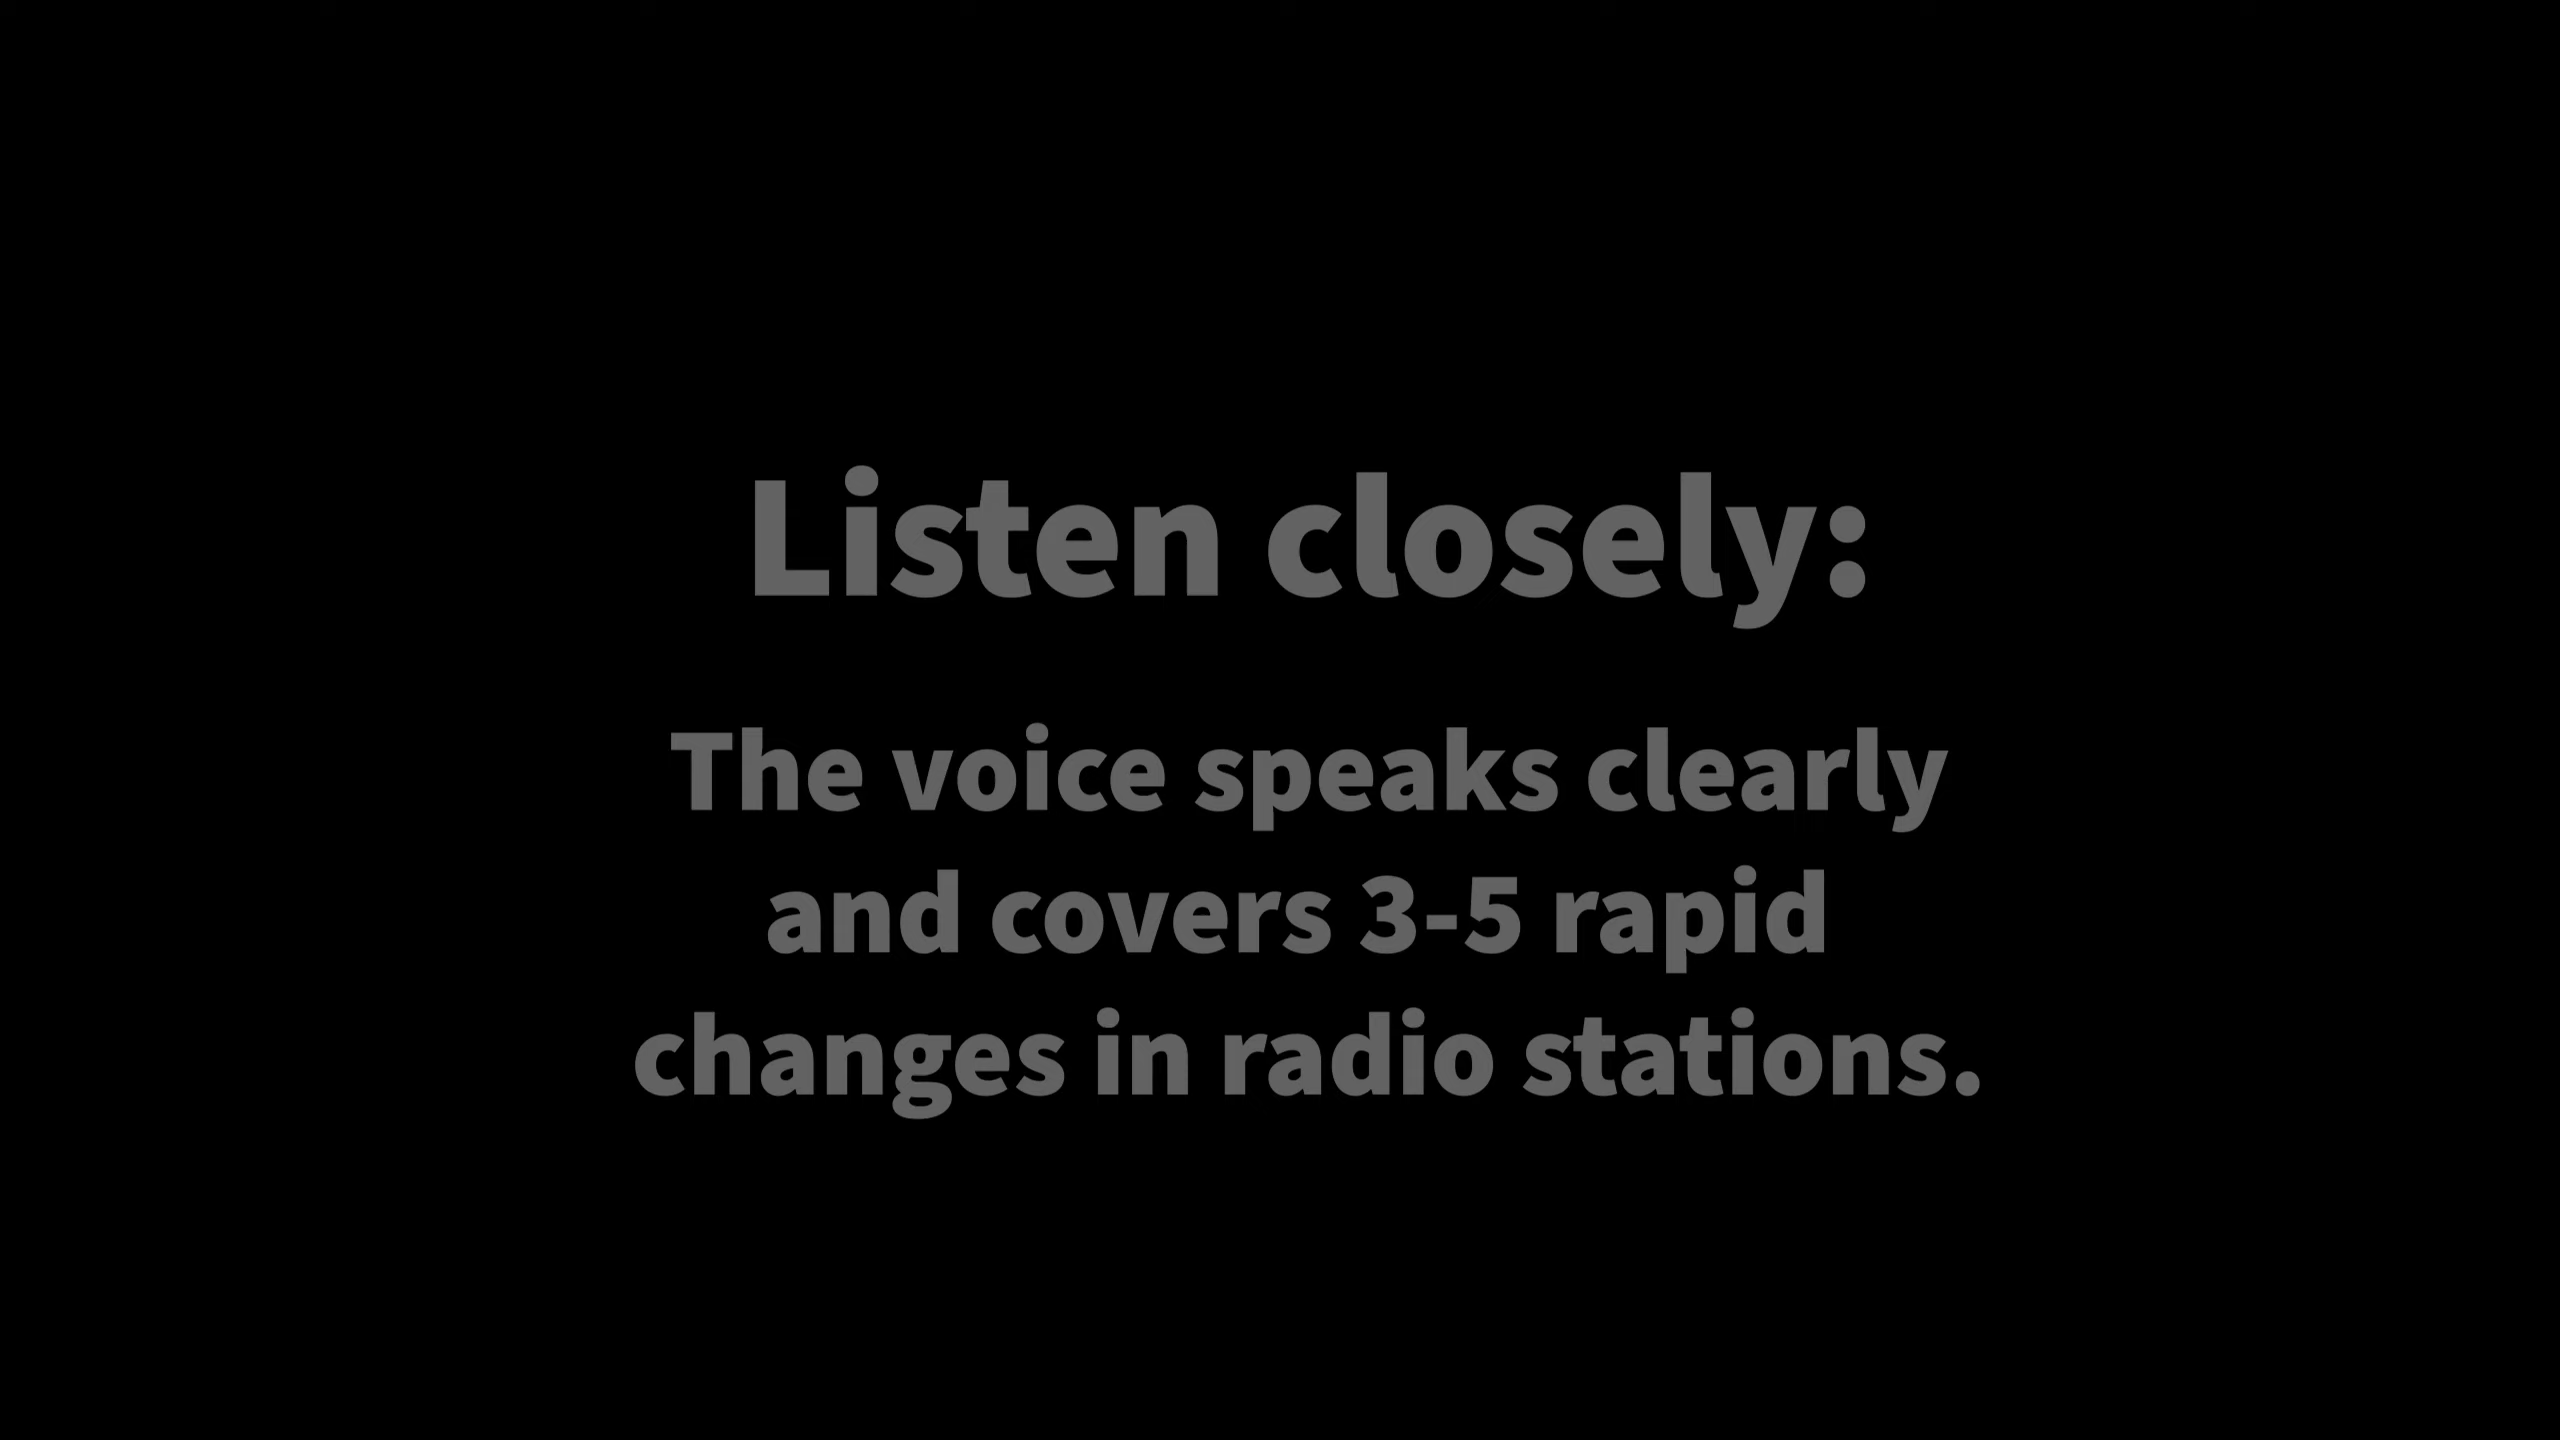 Listen closely:
The voice speaks clearly
and covers 3-5 rapid
changes in radio stations.